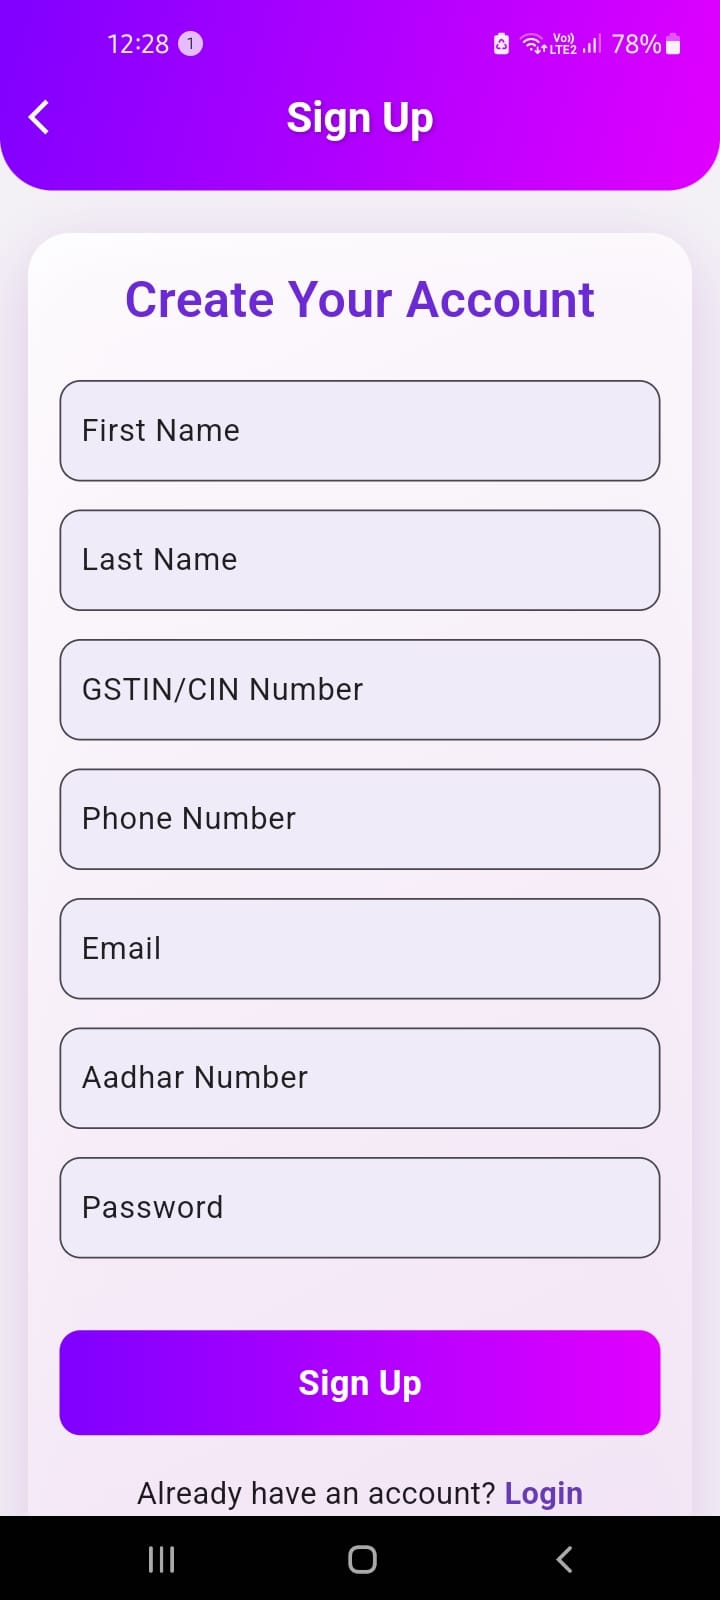 12:28 1 Vo)) LTE2 78%
Sign Up
Create Your Account
First Name
Last Name
GSTIN/CIN Number
Phone Number
Email
Aadhar Number
Password
Sign Up
Already have an account? Login